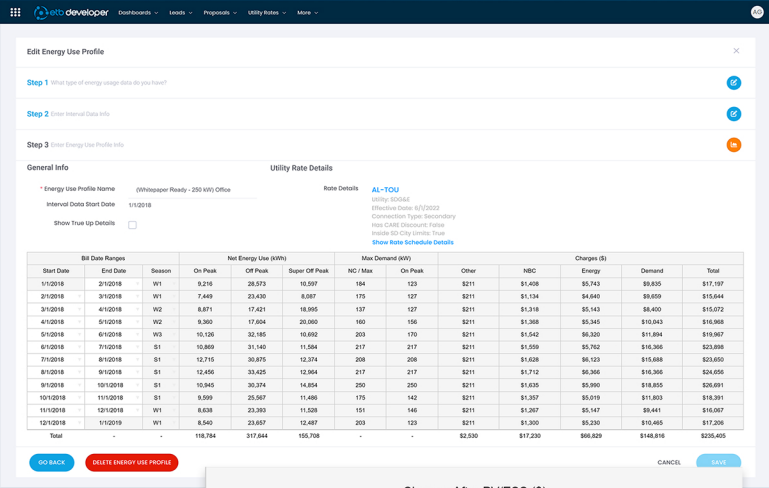 etb developer Dashboards Leads Proposals Utility Rates More AG
Edit Energy Use Profile
Step 1 What type of energy usage data do you have?
Step 2 Enter Interval Data Info
Step 3 Enter Energy Use Profile Info
General Info Utility Rate Details
* Energy Use Profile Name (Whitepaper Ready - 250 kW) Office Rate Details AL-TOU
Utility: SDG&E
Interval Data Start Date 1/1/2018 Effective Date: 6/1/2022
Connection Type: Secondary
Show True Up Details Has CARE Discount: False
Inside SD City Limits: True
Show Rate Schedule Details
Bill Date Ranges Net Energy Use (kWh) Max Demand (kW) Charges ($)
Start Date End Date Season On Peak Off Peak Super Off Peak NC / Max On Peak Other NBC Energy Demand Total
1/1/2018 2/1/2018 W1 9,216 28,573 10,597 184 123 $211 $1,408 $5,743 $9,835 $17,197
2/1/2018 3/1/2018 W1 7,449 23,430 8,087 175 127 $211 $1,134 $4,640 $9,659 $15,644
3/1/2018 4/1/2018 W2 8,871 17,421 18,995 137 127 $211 $1,318 $5,143 $8,400 $15,072
4/1/2018 5/1/2018 W2 9,360 17,604 20,060 160 156 $211 $1,368 $5,345 $10,043 $16,968
5/1/2018 6/1/2018 W3 10,126 32,185 10,692 203 170 $211 $1,542 $6,320 $11,894 $19,967
6/1/2018 7/1/2018 S1 10,869 31,140 11,584 217 217 $211 $1,559 $5,762 $16,366 $23,898
7/1/2018 8/1/2018 S1 12,715 30,875 12,374 208 208 $211 $1,628 $6,123 $15,688 $23,650
8/1/2018 9/1/2018 S1 12,456 33,425 12,964 217 217 $211 $1,712 $6,366 $16,366 $24,656
9/1/2018 10/1/2018 S1 10,945 30,374 14,854 250 250 $211 $1,635 $5,990 $18,855 $26,691
10/1/2018 11/1/2018 S1 9,599 25,567 11,486 175 142 $211 $1,357 $5,019 $11,803 $18,391
11/1/2018 12/1/2018 W1 8,638 23,393 11,528 151 146 $211 $1,267 $5,147 $9,441 $16,067
12/1/2018 1/1/2019 W1 8,540 23,657 12,487 203 123 $211 $1,300 $5,230 $10,465 $17,206
Total - - 118,784 317,644 155,708 - - $2,530 $17,230 $66,829 $148,816 $235,405
GO BACK DELETE ENERGY USE PROFILE CANCEL SAVE